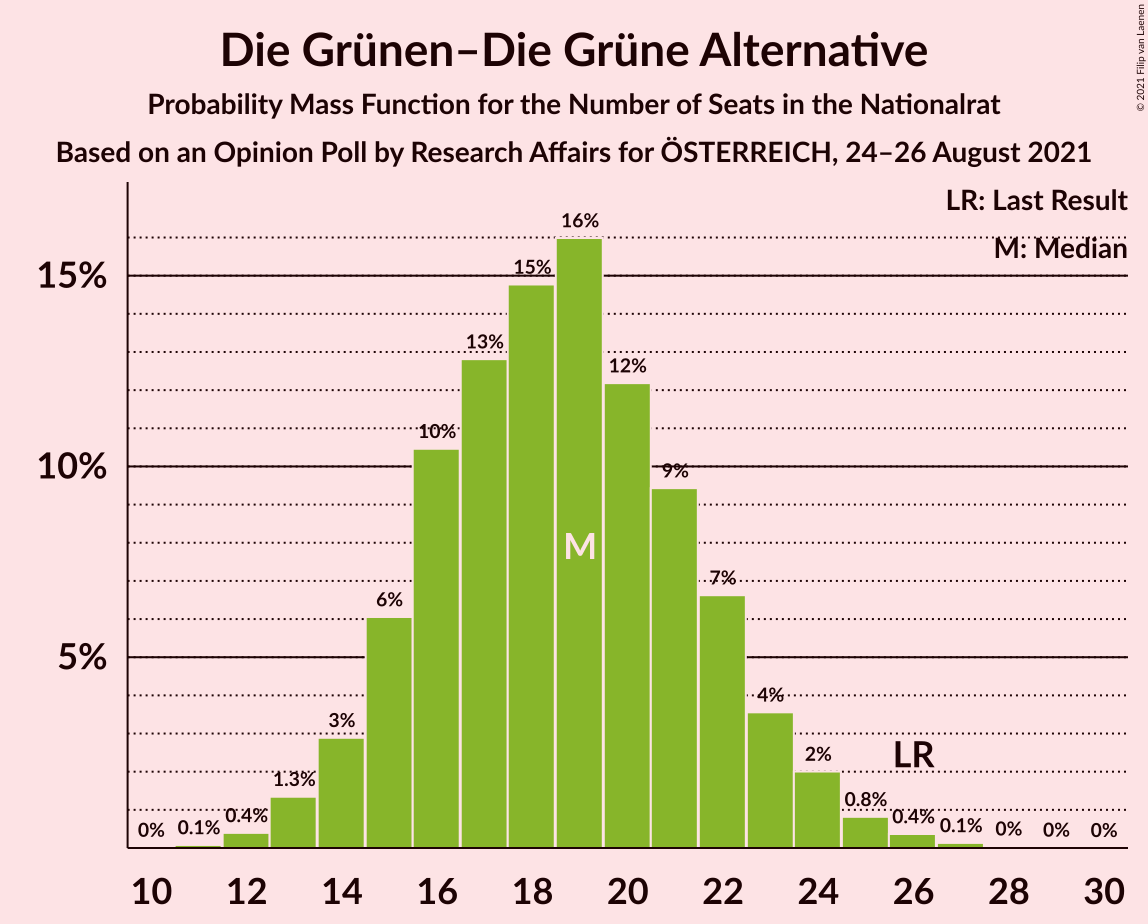 Die Grünen–Die Grüne Alternative
Probability Mass Function for the Number of Seats in the Nationalrat
Based on an Opinion Poll by Research Affairs for ÖSTERREICH, 24–26 August 2021
© 2021 Filip van Laenen
LR: Last Result
M: Median
15%
10%
5%
0%
0.1%
0.4%
1.3%
3%
6%
10%
13%
15%
16%
12%
9%
7%
4%
2%
0.8%
0.4%
0.1%
0%
0%
0%
M
LR
10 12 14 16 18 20 22 24 26 28 30